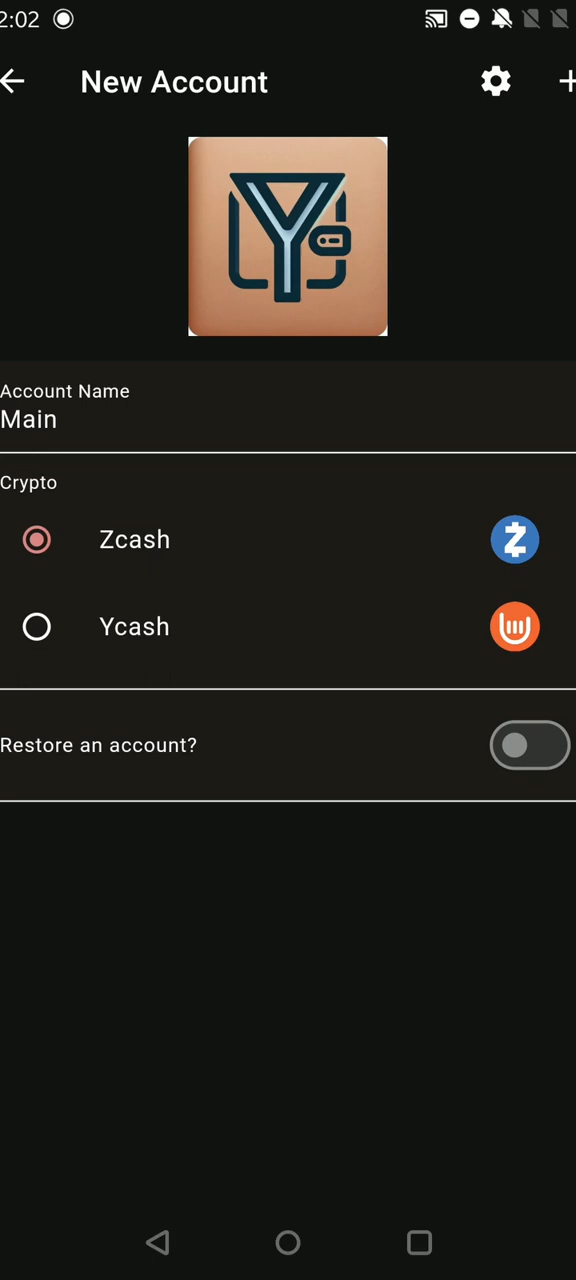 2:02
New Account
Account Name
Main
Crypto
Zcash
Ycash
Restore an account?